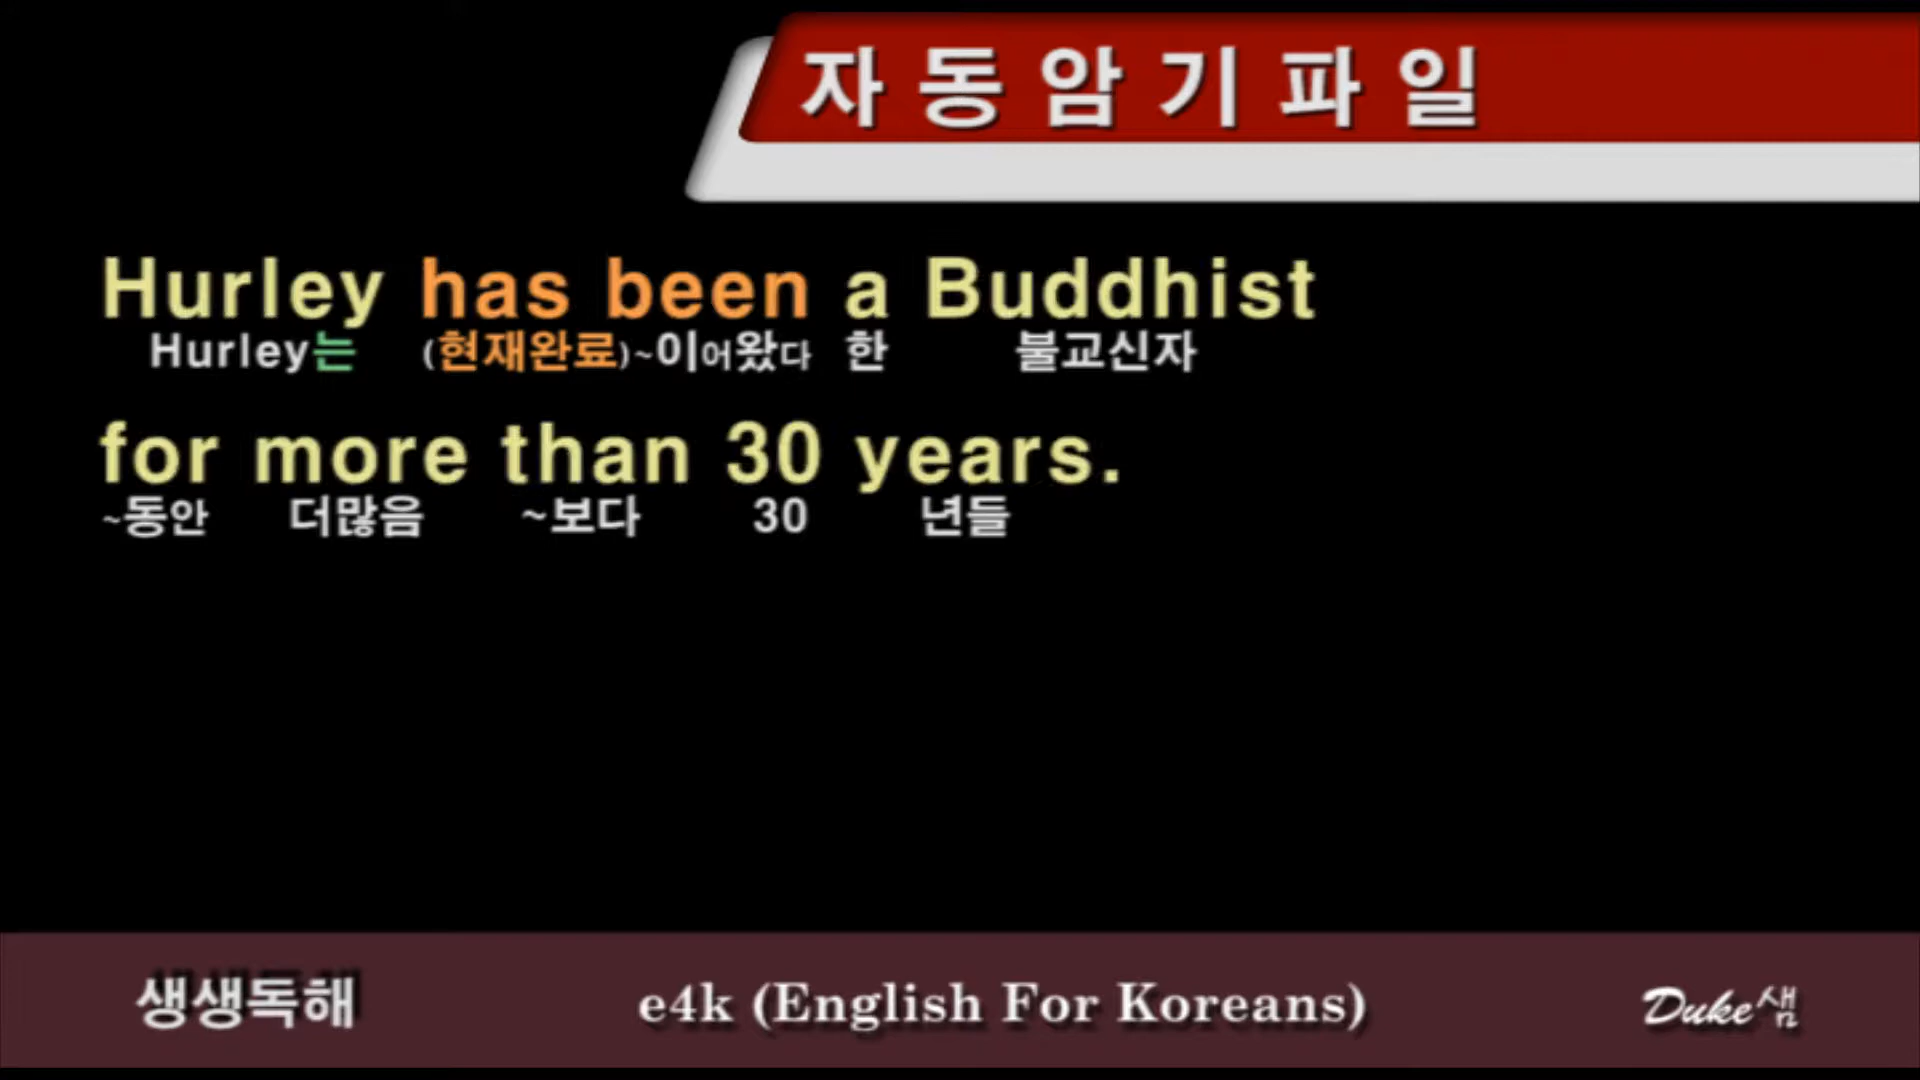 자동암기파일
Hurley has been a Buddhist
Hurley는 (현재완료)~이어왔다 한 불교신자
for more than 30 years.
~동안 더많음 ~보다 30 년들
생생독해 e4k (English For Koreans) Duke샘